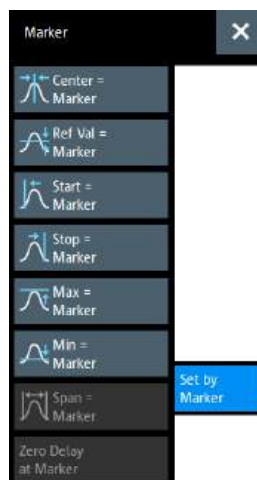 Marker
Center =
Marker
Ref Val =
Marker
Start =
Marker
Stop =
Marker
Max =
Marker
Min =
Marker
Span =
Marker
Zero Delay
at Marker
Set by
Marker